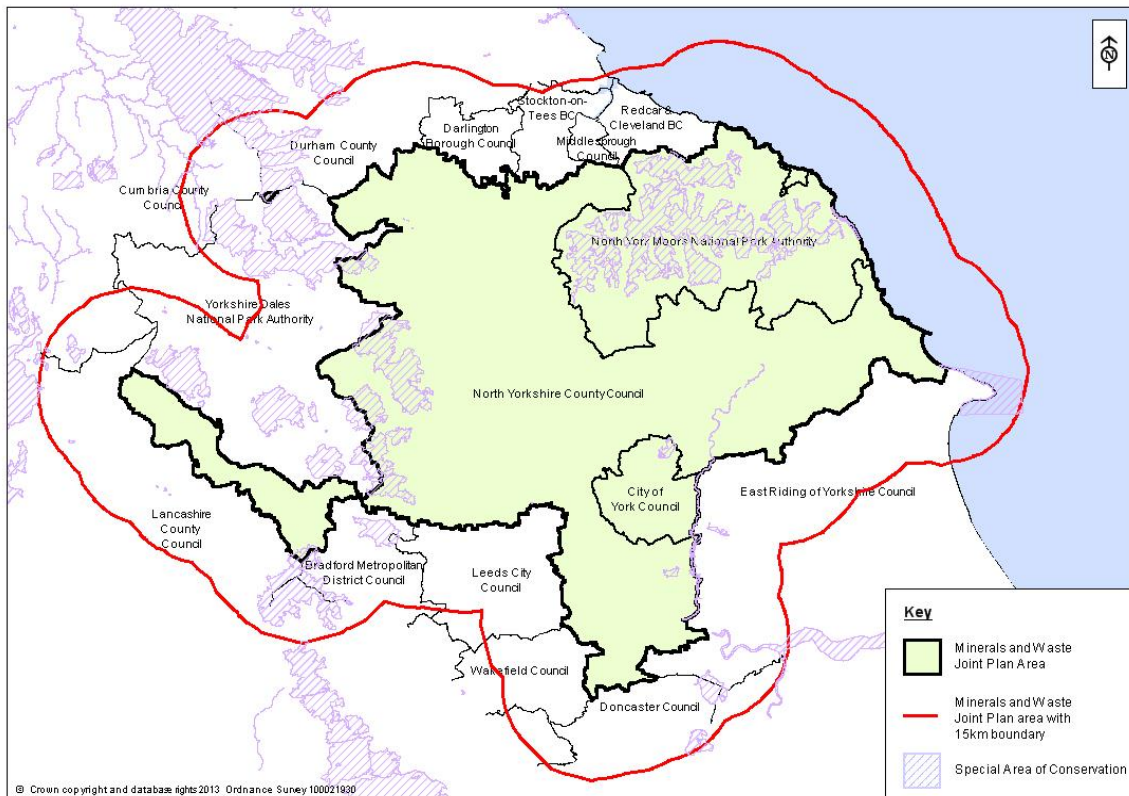 N
Stockton-on-
Tees BC
Redcar &
Cleveland BC
Darlington
Borough Council
Middlesbrough
Council
Durham County
Council
Cumbria County
Council
North York Moors National Park Authority
Yorkshire Dales
National Park Authority
North Yorkshire County Council
City of
York Council
East Riding of Yorkshire Council
Lancashire
County
Council
Bradford Metropolitan
District Council
Leeds City
Council
Wakefield Council
Doncaster Council
Key
Minerals and Waste
Joint Plan Area
Minerals and Waste
Joint Plan area with
15km boundary
Special Area of Conservation
© Crown copyright and database rights 2013 Ordnance Survey 100021930